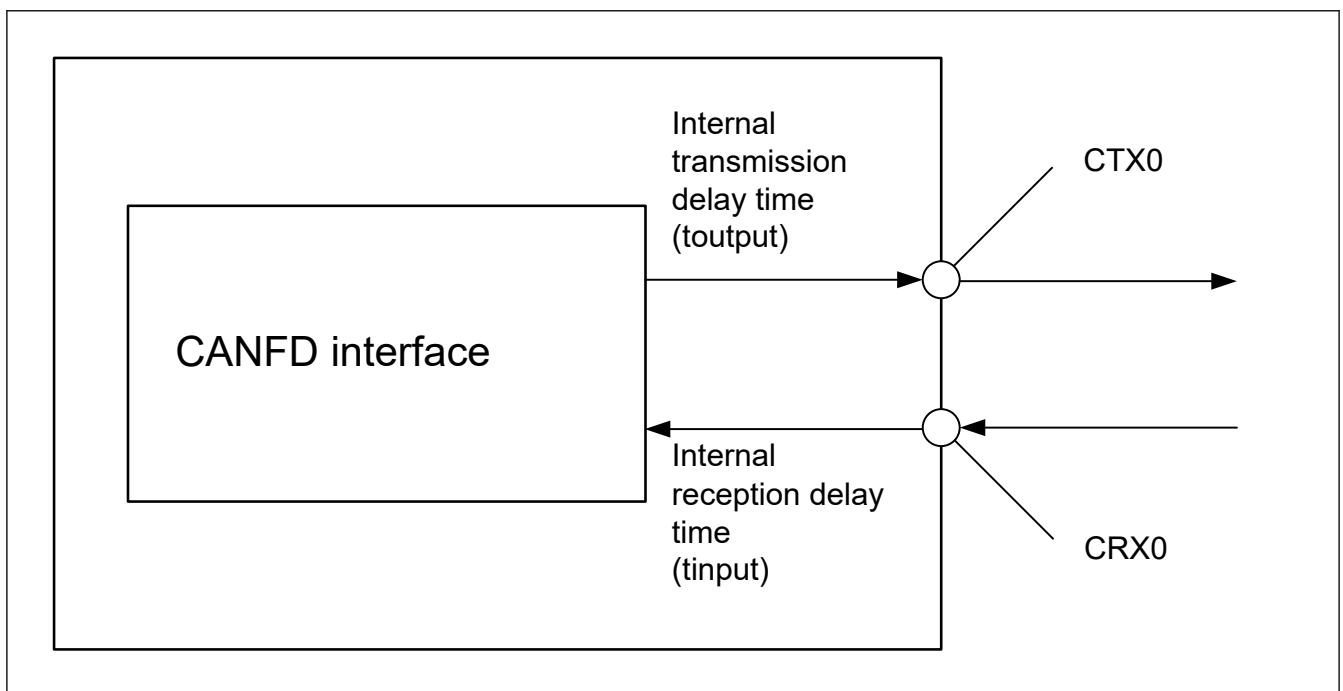 Internal
transmission
delay time
(toutput)
CTX0
CANFD interface
Internal
reception delay
time
(tinput)
CRX0